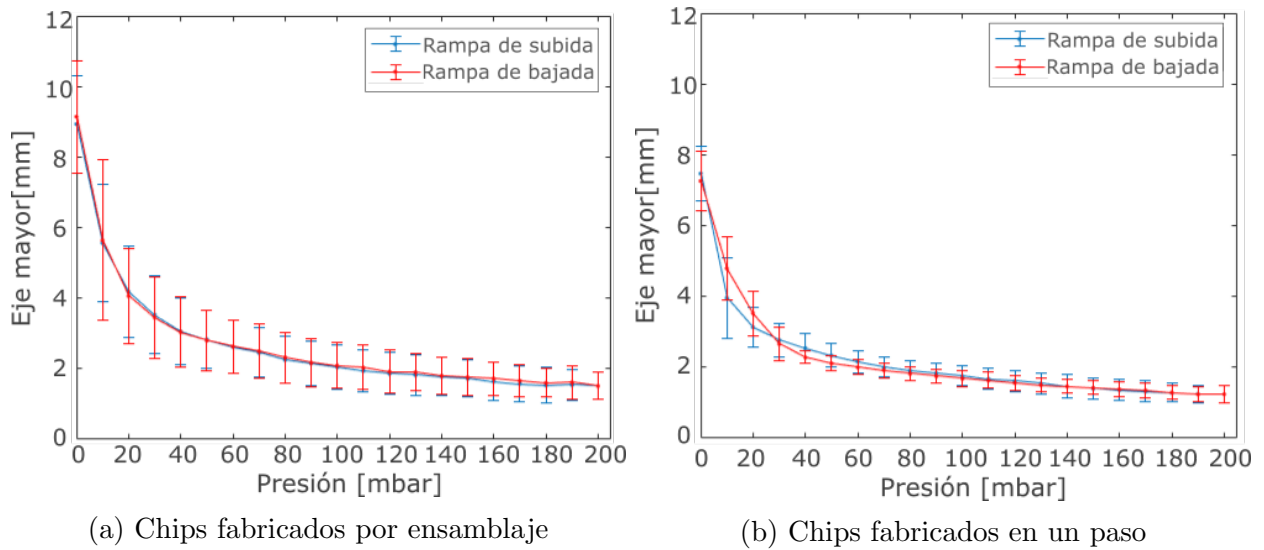 12
10
8
6
4
2
0
Eje mayor[mm]
Rampa de subida
Rampa de bajada
0 20 40 60 80 100 120 140 160 180 200
Presión [mbar]
(a) Chips fabricados por ensamblaje
12
10
8
6
4
2
0
Eje mayor[mm]
Rampa de subida
Rampa de bajada
0 20 40 60 80 100 120 140 160 180 200
Presión [mbar]
(b) Chips fabricados en un paso